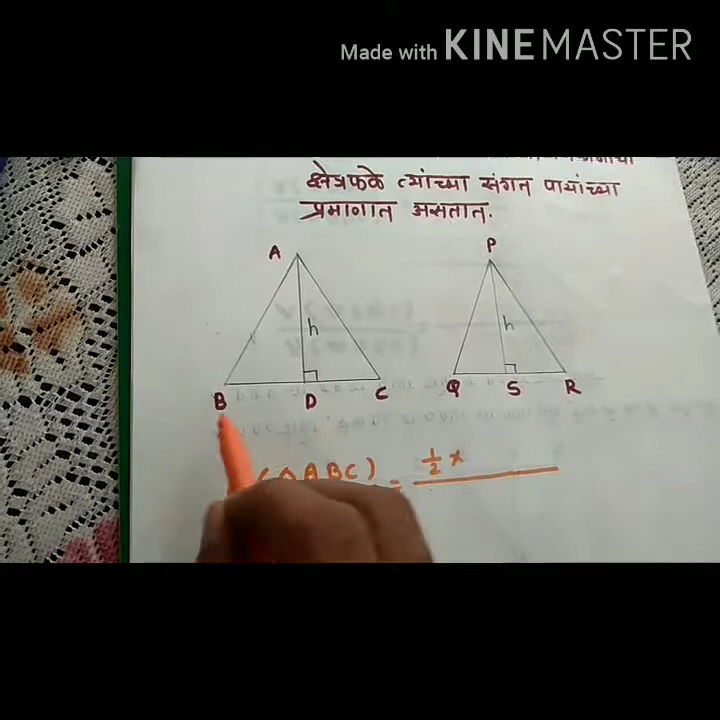 Made with KINEMASTER
क्षेत्रफळे त्यांच्या संगत पायांच्या
प्रमाणात असतात.
A P
h h
B D C Q S R
(△ABC) = 1/2 ×